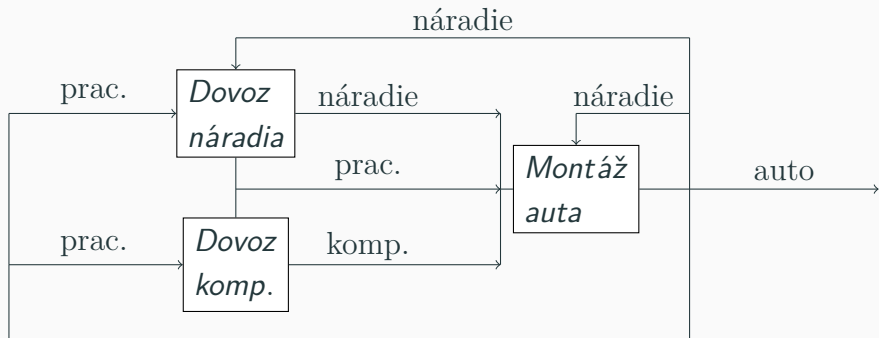 náradie
prac.
Dovoz
náradia
náradie
náradie
prac.
Montáž
auta
auto
prac.
Dovoz
komp.
komp.